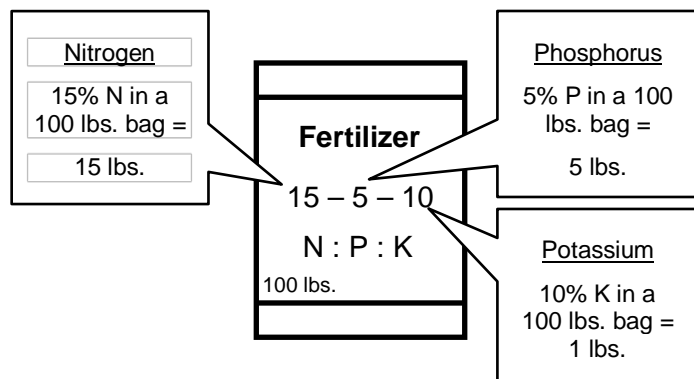 Nitrogen
15% N in a
100 lbs. bag =
15 lbs.
Phosphorus
5% P in a 100
lbs. bag =
5 lbs.
Fertilizer
15 – 5 – 10
N : P : K
100 lbs.
Potassium
10% K in a
100 lbs. bag =
1 lbs.